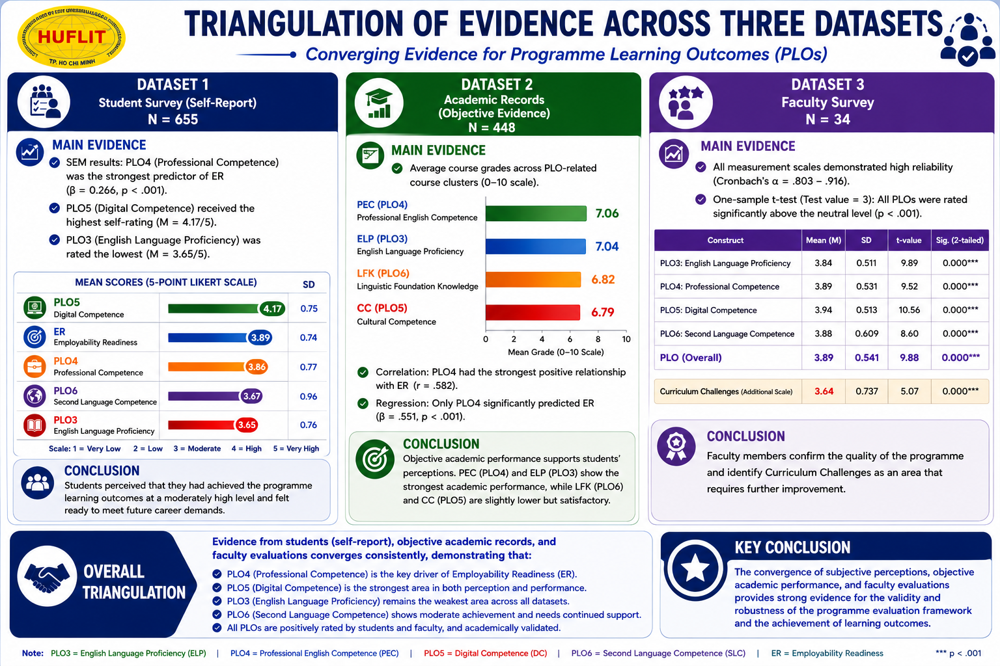 HUFLIT
TP. HO CHI MINH
TRIANGULATION OF EVIDENCE ACROSS THREE DATASETS
Converging Evidence for Programme Learning Outcomes (PLOs)
DATASET 1
Student Survey (Self-Report)
N = 655
MAIN EVIDENCE
SEM results: PLO4 (Professional Competence)
was the strongest predictor of ER
(β = 0.266, p < .001).
PLO5 (Digital Competence) received the
highest self-rating (M = 4.17/5).
PLO3 (English Language Proficiency) was
rated the lowest (M = 3.65/5).
MEAN SCORES (5-POINT LIKERT SCALE) SD
PLO5
Digital Competence
4.17
0.75
ER
Employability Readiness
3.89
0.74
PLO4
Professional Competence
3.86
0.77
PLO6
Second Language Competence
3.67
0.96
PLO3
English Language Proficiency
3.65
0.76
Scale: 1 = Very Low 2 = Low 3 = Moderate 4 = High 5 = Very High
CONCLUSION
Students perceived that they had achieved the programme
learning outcomes at a moderately high level and felt
ready to meet future career demands.
DATASET 2
Academic Records
(Objective Evidence)
N = 448
MAIN EVIDENCE
Average course grades across PLO-related
course clusters (0–10 scale).
PEC (PLO4)
Professional English Competence
7.06
ELP (PLO3)
English Language Proficiency
7.04
LFK (PLO6)
Linguistic Foundation Knowledge
6.82
CC (PLO5)
Cultural Competence
6.79
0 2 4 6 8 10
Mean Grade (0–10 Scale)
Correlation: PLO4 had the strongest positive relationship
with ER (r = .582).
Regression: Only PLO4 significantly predicted ER
(β = .551, p < .001).
CONCLUSION
Objective academic performance supports students'
perceptions. PEC (PLO4) and ELP (PLO3) show the
strongest academic performance, while LFK (PLO6)
and CC (PLO5) are slightly lower but satisfactory.
DATASET 3
Faculty Survey
N = 34
MAIN EVIDENCE
All measurement scales demonstrated high reliability
(Cronbach's α = .803 – .916).
One-sample t-test (Test value = 3): All PLOs were rated
significantly above the neutral level (p < .001).
Construct Mean (M) SD t-value Sig. (2-tailed)
PLO3: English Language Proficiency 3.84 0.511 9.89 0.000***
PLO4: Professional Competence 3.89 0.531 9.52 0.000***
PLO5: Digital Competence 3.94 0.513 10.56 0.000***
PLO6: Second Language Competence 3.88 0.609 8.60 0.000***
PLO (Overall) 3.89 0.541 9.88 0.000***
Curriculum Challenges (Additional Scale) 3.64 0.737 5.07 0.000***
CONCLUSION
Faculty members confirm the quality of the programme
and identify Curriculum Challenges as an area that
requires further improvement.
OVERALL
TRIANGULATION
Evidence from students (self-report), objective academic records, and
faculty evaluations converges consistently, demonstrating that:
PLO4 (Professional Competence) is the key driver of Employability Readiness (ER).
PLO5 (Digital Competence) is the strongest area in both perception and performance.
PLO3 (English Language Proficiency) remains the weakest area across all datasets.
PLO6 (Second Language Competence) shows moderate achievement and needs continued support.
All PLOs are positively rated by students and faculty, and academically validated.
KEY CONCLUSION
The convergence of subjective perceptions, objective
academic performance, and faculty evaluations
provides strong evidence for the validity and
robustness of the programme evaluation framework
and the achievement of learning outcomes.
Note: PLO3 = English Language Proficiency (ELP) | PLO4 = Professional English Competence (PEC) | PLO5 = Digital Competence (DC) | PLO6 = Second Language Competence (SLC) | ER = Employability Readiness *** p < .001